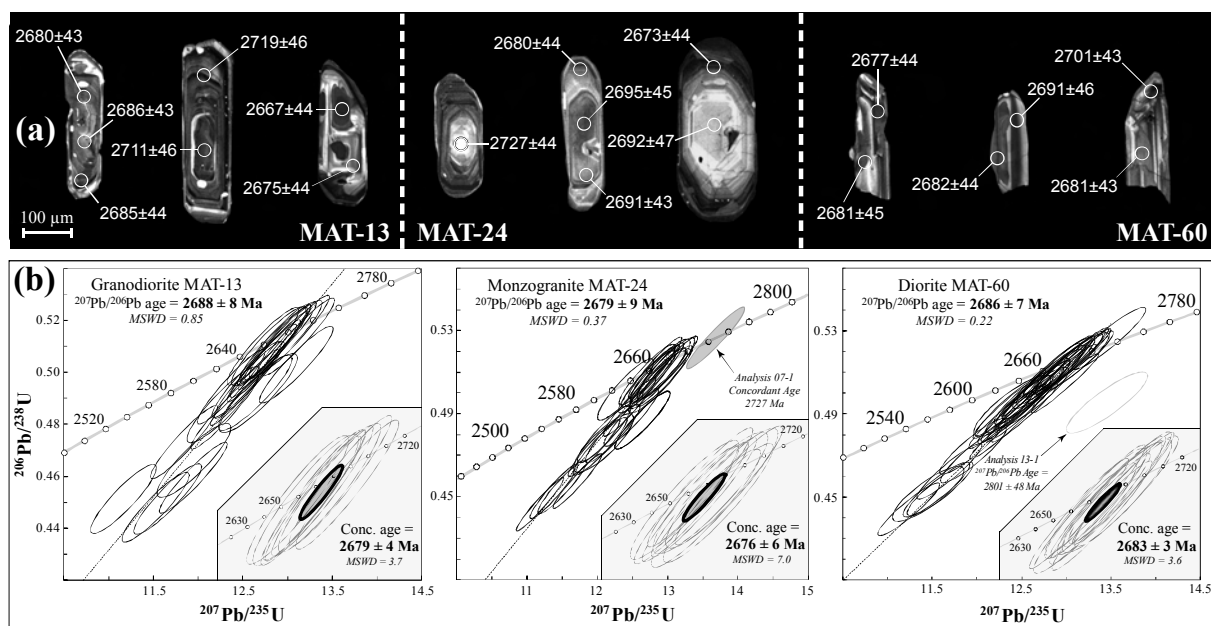 (a)
2680±43
2686±43
2685±44
2719±46
2711±46
2667±44
2675±44
100 µm
MAT-13
2680±44
2673±44
2695±45
2727±44
2692±47
2691±43
MAT-24
2677±44
2681±45
2691±46
2682±44
2701±43
2681±43
MAT-60
(b)
Granodiorite MAT-13
207Pb/206Pb age = 2688 ± 8 Ma
MSWD = 0.85
2780
2640
2580
2520
0.52
0.50
0.48
0.46
0.44
206Pb/238U
2720
2650
2630
Conc. age =
2679 ± 4 Ma
MSWD = 3.7
11.5
12.5
13.5
14.5
207Pb/235U
Monzogranite MAT-24
207Pb/206Pb age = 2679 ± 9 Ma
MSWD = 0.37
2800
2660
2580
2500
0.53
0.49
0.45
Analysis 07-1
Concordant Age
2727 Ma
2720
2650
2630
Conc. age =
2676 ± 6 Ma
MSWD = 7.0
11
12
13
14
15
207Pb/235U
Diorite MAT-60
207Pb/206Pb age = 2686 ± 7 Ma
MSWD = 0.22
2780
2660
2600
2540
0.53
0.49
0.45
Analysis 13-1
207Pb/206Pb Age =
2801 ± 48 Ma
2720
2650
2630
Conc. age =
2683 ± 3 Ma
MSWD = 3.6
11.5
12.5
13.5
14.5
207Pb/235U